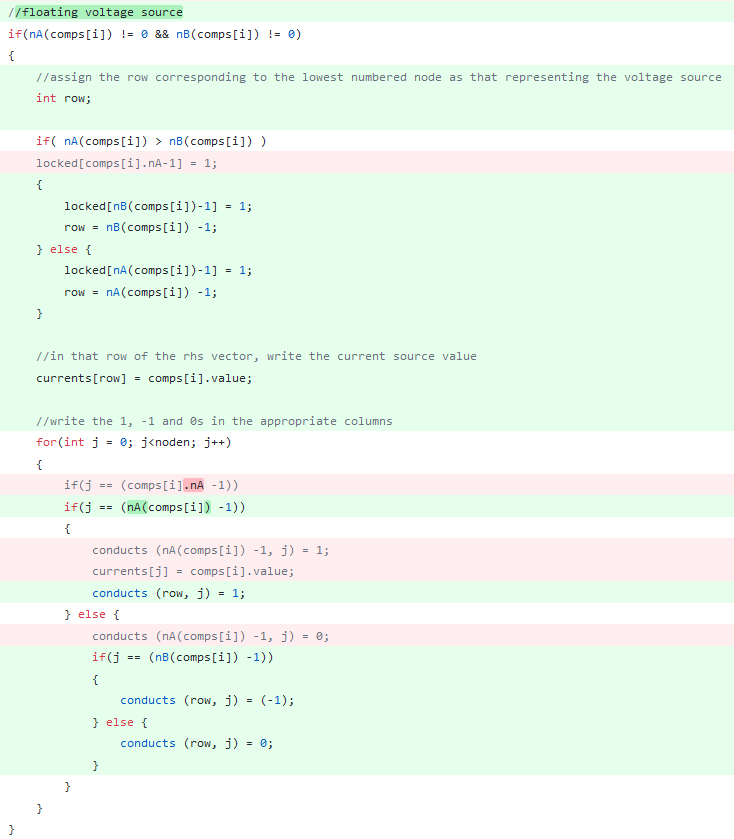 //floating voltage source
if(nA(comps[i]) != 0 && nB(comps[i]) != 0)
{
    //assign the row corresponding to the lowest numbered node as that representing the voltage source
    int row;

    if( nA(comps[i]) > nB(comps[i]) )
    locked[comps[i].nA-1] = 1;
    {
        locked[nB(comps[i])-1] = 1;
        row = nB(comps[i]) -1;
    } else {
        locked[nA(comps[i])-1] = 1;
        row = nA(comps[i]) -1;
    }

    //in that row of the rhs vector, write the current source value
    currents[row] = comps[i].value;

    //write the 1, -1 and 0s in the appropriate columns
    for(int j = 0; j<noden; j++)
    {
        if(j == (comps[i].nA -1))
        if(j == (nA(comps[i]) -1))
        {
            conducts (nA(comps[i]) -1, j) = 1;
            currents[j] = comps[i].value;
            conducts (row, j) = 1;
        } else {
            conducts (nA(comps[i]) -1, j) = 0;
            if(j == (nB(comps[i]) -1))
            {
                conducts (row, j) = (-1);
            } else {
                conducts (row, j) = 0;
            }
        }
    }
}